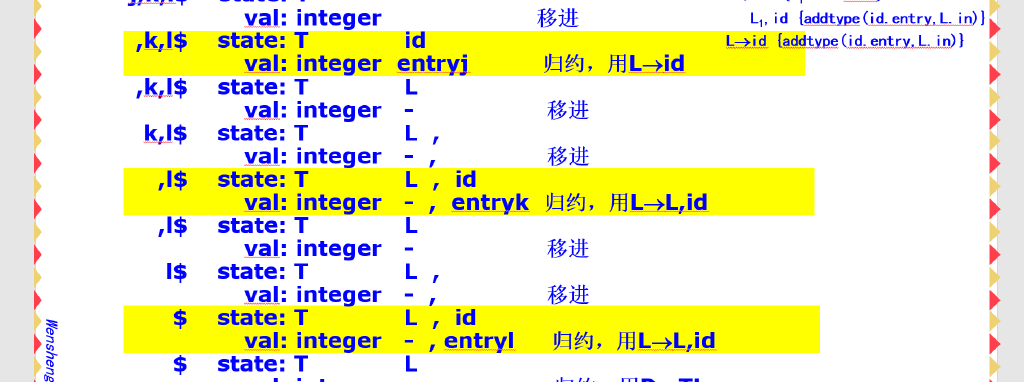 val: integer 移进
L₁, id {addtype(id.entry,L.in)}
,k,l$ state: T id
L→id {addtype(id.entry,L.in)}
val: integer entryj 归约，用L→id
,k,l$ state: T L
val: integer - 移进
k,l$ state: T L ,
val: integer - , 移进
,l$ state: T L , id
val: integer - , entryk 归约，用L→L,id
,l$ state: T L
val: integer - 移进
l$ state: T L ,
val: integer - , 移进
$ state: T L , id
val: integer - , entryl 归约，用L→L,id
$ state: T L
Wensheng